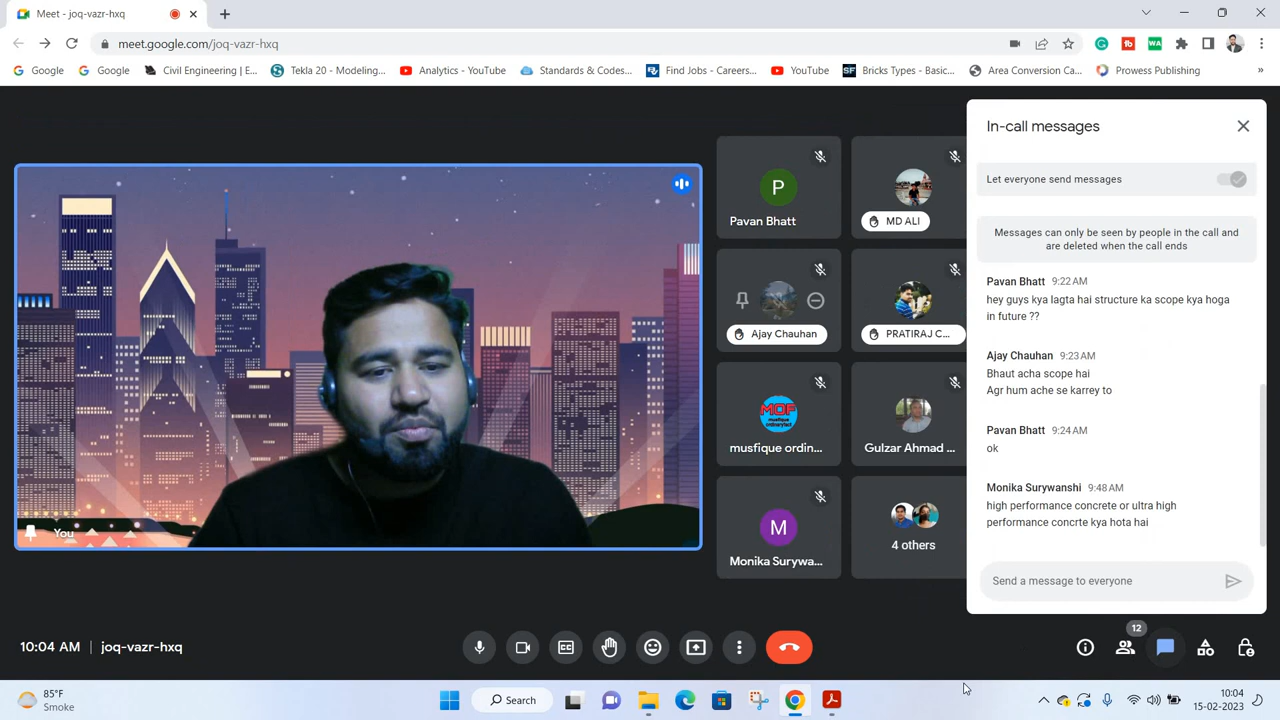 Meet - joq-vazr-hxq
meet.google.com/joq-vazr-hxq
Google
Google
Civil Engineering | E...
Tekla 20 - Modeling...
Analytics - YouTube
Standards & Codes...
Find Jobs - Careers...
YouTube
SF
Bricks Types - Basic...
Area Conversion Ca...
Prowess Publishing
»
WA
You
P
Pavan Bhatt
MD ALI
Ajay Chauhan
PRATIRAJ C...
MOF
musfique
ordinaryfact
musfique ordin...
Gulzar Ahmad ...
M
Monika Surywa...
4 others
In-call messages
Let everyone send messages
Messages can only be seen by people in the call and
are deleted when the call ends
Pavan Bhatt 9:22 AM
hey guys kya lagta hai structure ka scope kya hoga
in future ??
Ajay Chauhan 9:23 AM
Bhaut acha scope hai
Agr hum ache se karrey to
Pavan Bhatt 9:24 AM
ok
Monika Surywanshi 9:48 AM
high performance concrete or ultra high
performance concrte kya hota hai
Send a message to everyone
10:04 AM | joq-vazr-hxq
12
85°F
Smoke
Search
10:04
15-02-2023